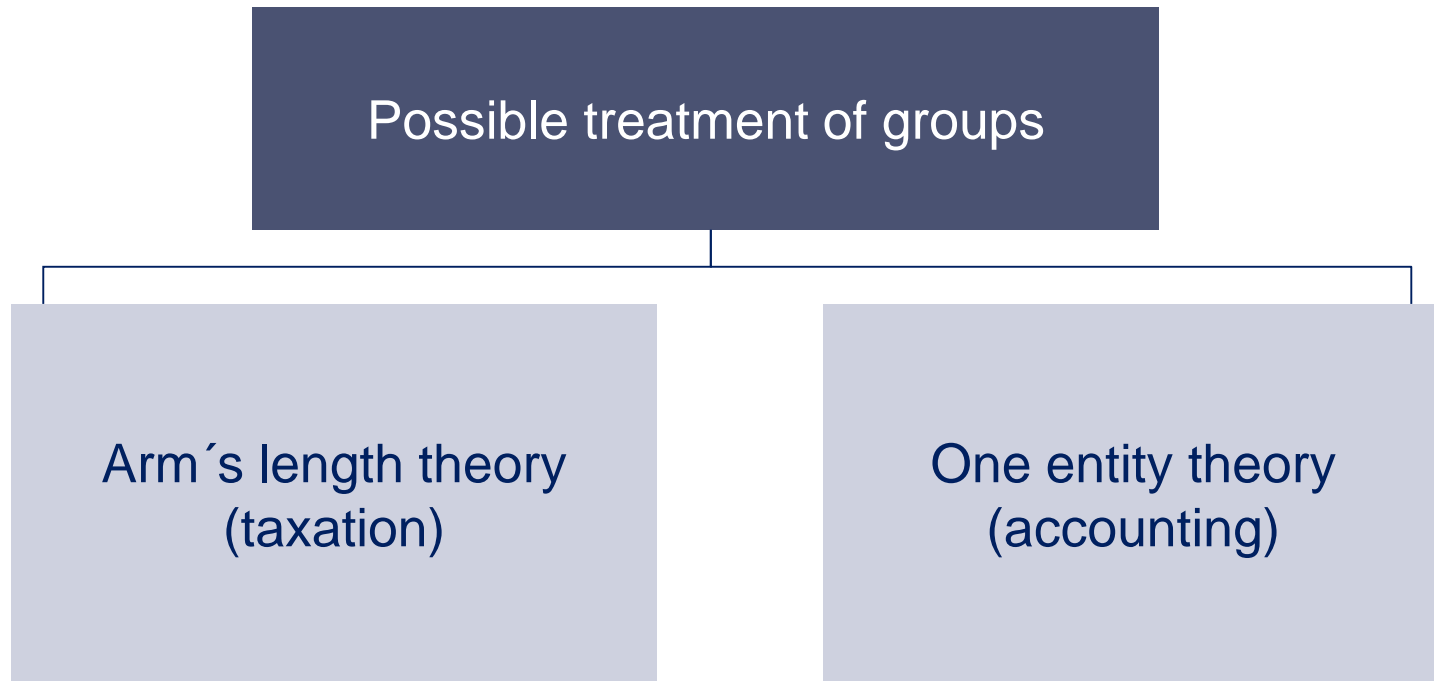 Possible treatment of groups
Arm´s length theory
(taxation)
One entity theory
(accounting)